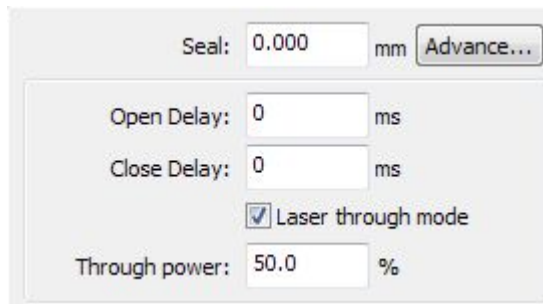 Seal: 0.000 mm Advance...
Open Delay: 0 ms
Close Delay: 0 ms
Laser through mode
Through power: 50.0 %